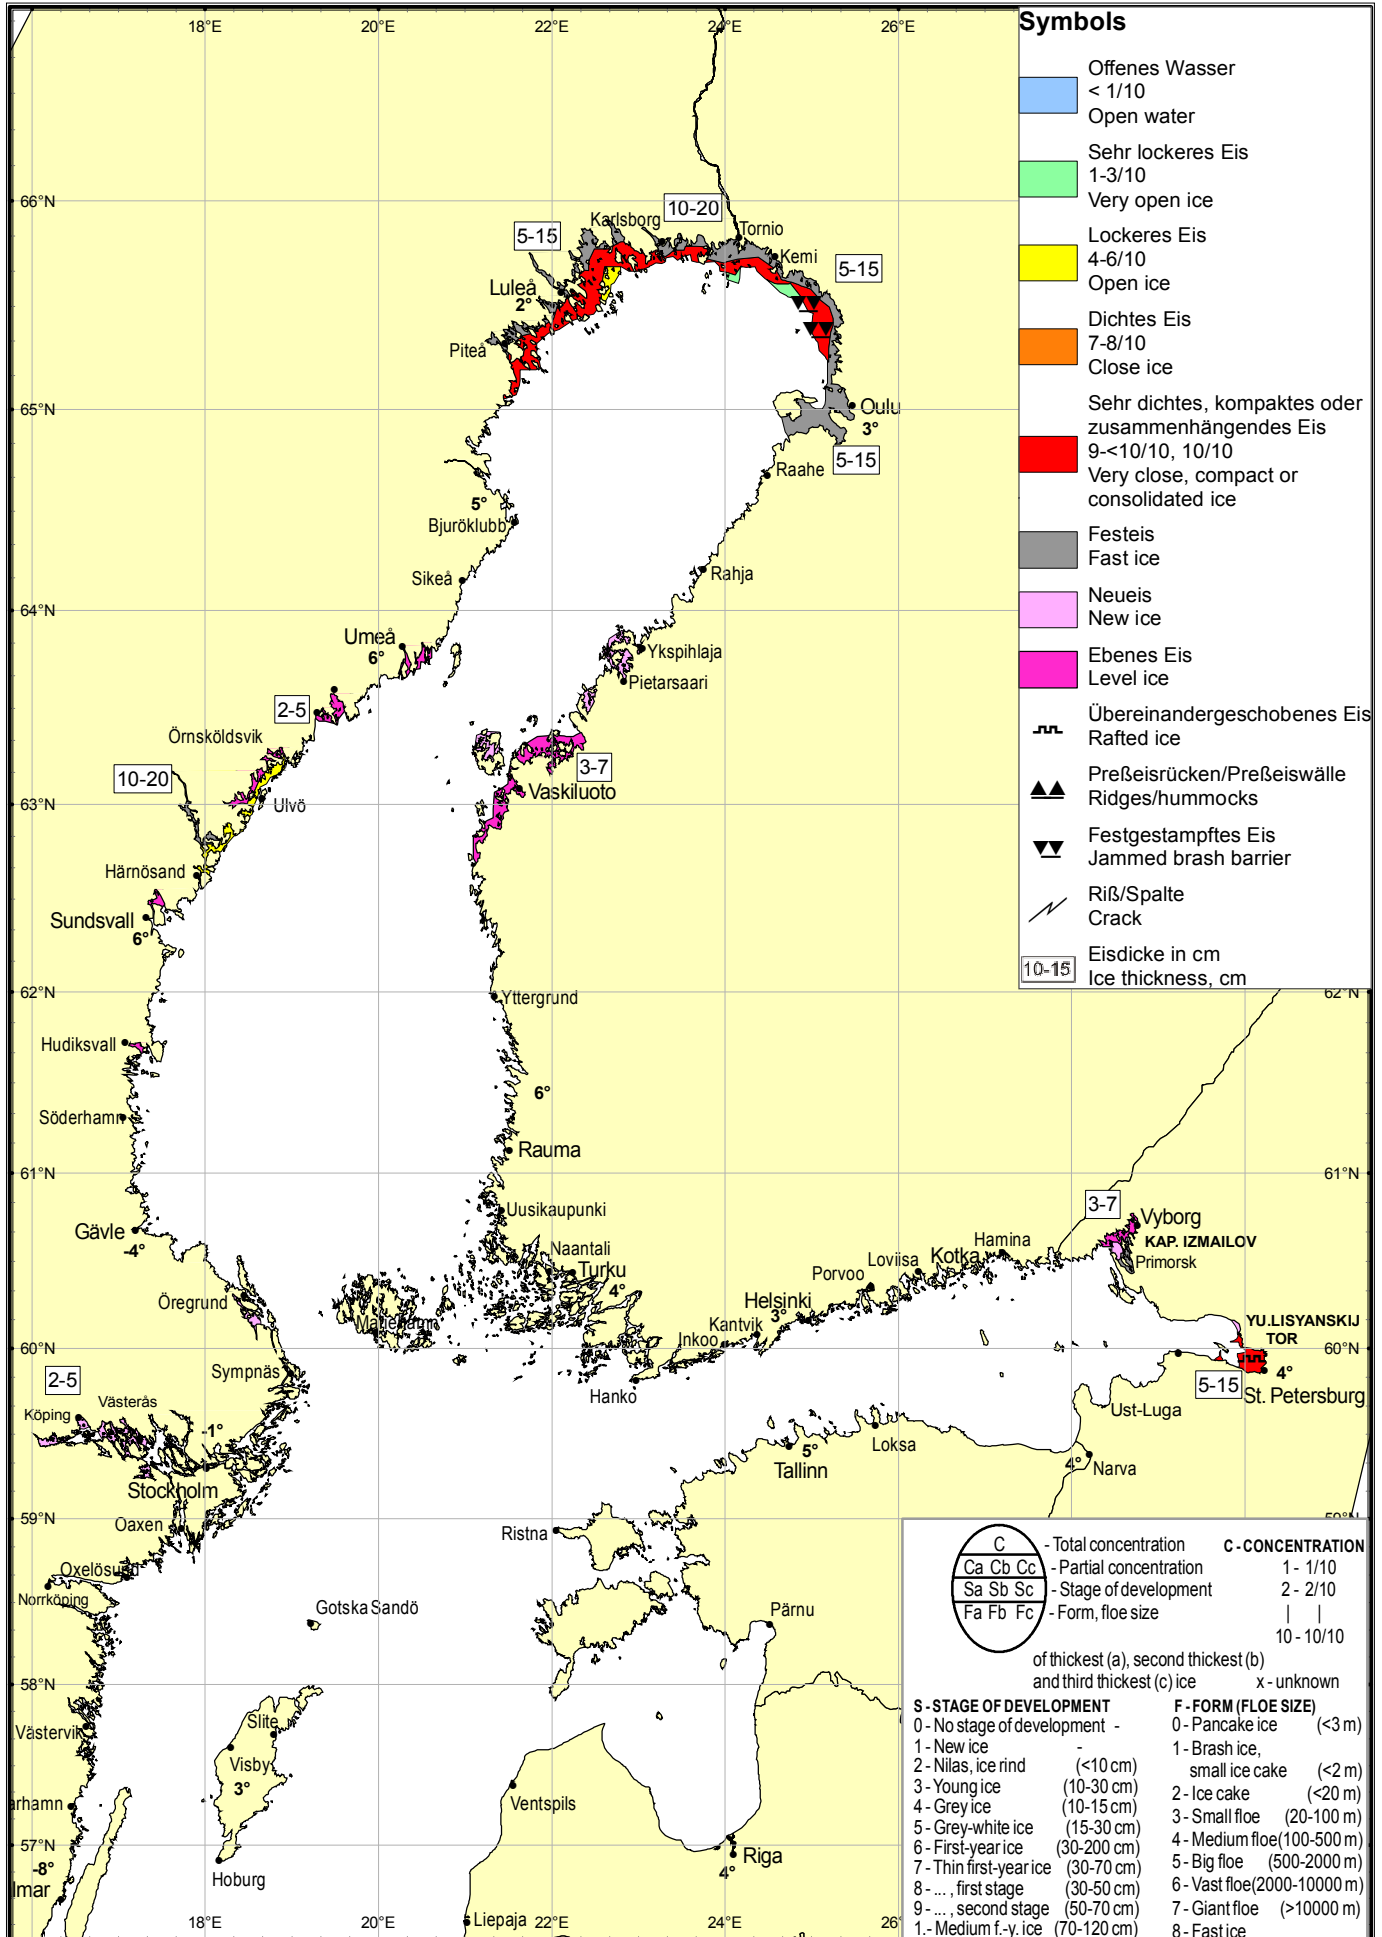 18°E
20°E
22°E
24°E
26°E
Symbols
Offenes Wasser
< 1/10
Open water
Sehr lockeres Eis
1-3/10
Very open ice
Lockeres Eis
4-6/10
Open ice
Dichtes Eis
7-8/10
Close ice
Sehr dichtes, kompaktes oder
zusammenhängendes Eis
9-<10/10, 10/10
Very close, compact or
consolidated ice
Festeis
Fast ice
Neueis
New ice
Ebenes Eis
Level ice
Übereinandergeschobenes Eis
Rafted ice
Preßeisrücken/Preßeiswälle
Ridges/hummocks
Festgestampftes Eis
Jammed brash barrier
Riß/Spalte
Crack
10-15
Eisdicke in cm
Ice thickness, cm
66°N
10-20
Karlsborg
Tornio
5-15
Kemi
5-15
Luleå
2°
Piteå
65°N
Oulu
3°
5-15
Raahe
5°
Bjuröklubb
Sikeå
Rahja
64°N
Umeå
6°
Ykspihlaja
Pietarsaari
2-5
Örnsköldsvik
3-7
10-20
Vaskiluoto
63°N
Ulvö
Härnösand
Sundsvall
6°
62°N
Yttergrund
62°N
Hudiksvall
6°
Söderhamn
Rauma
61°N
61°N
3-7
Vyborg
Uusikaupunki
Gävle
-4°
KAP. IZMAILOV
Hamina
Naantali
Kotka
Loviisa
Primorsk
Turku
Porvoo
4°
Öregrund
Helsinki
3°
Mariehamn
Kantvik
YU.LISYANSKIJ
TOR
Inkoo
60°N
60°N
Sympnäs
4°
2-5
5-15
St. Petersburg
Hanko
Västerås
Köping
Ust-Luga
-1°
Loksa
5°
Tallinn
4°
Narva
Stockholm
59°N
59°N
Oaxen
Ristna
Oxelösund
Norrköping
Gotska Sandö
Pärnu
58°N
Slite
Västervik
Visby
3°
Ventspils
arhamn
57°N
Riga
4°
-8°
Hoburg
lmar
Liepaja
18°E
20°E
22°E
24°E
26°
C - Total concentration
Ca Cb Cc - Partial concentration
Sa Sb Sc - Stage of development
Fa Fb Fc - Form, floe size
C - CONCENTRATION
1 - 1/10
2 - 2/10
| |
10 - 10/10
of thickest (a), second thickest (b)
and third thickest (c) ice x - unknown
S - STAGE OF DEVELOPMENT
0 - No stage of development -
1 - New ice -
2 - Nilas, ice rind (<10 cm)
3 - Young ice (10-30 cm)
4 - Grey ice (10-15 cm)
5 - Grey-white ice (15-30 cm)
6 - First-year ice (30-200 cm)
7 - Thin first-year ice (30-70 cm)
8 - ... , first stage (30-50 cm)
9 - ... , second stage (50-70 cm)
1.- Medium f.-y. ice (70-120 cm)
F - FORM (FLOE SIZE)
0 - Pancake ice (<3 m)
1 - Brash ice,
small ice cake (<2 m)
2 - Ice cake (<20 m)
3 - Small floe (20-100 m)
4 - Medium floe (100-500 m)
5 - Big floe (500-2000 m)
6 - Vast floe (2000-10000 m)
7 - Giant floe (>10000 m)
8 - Fast ice